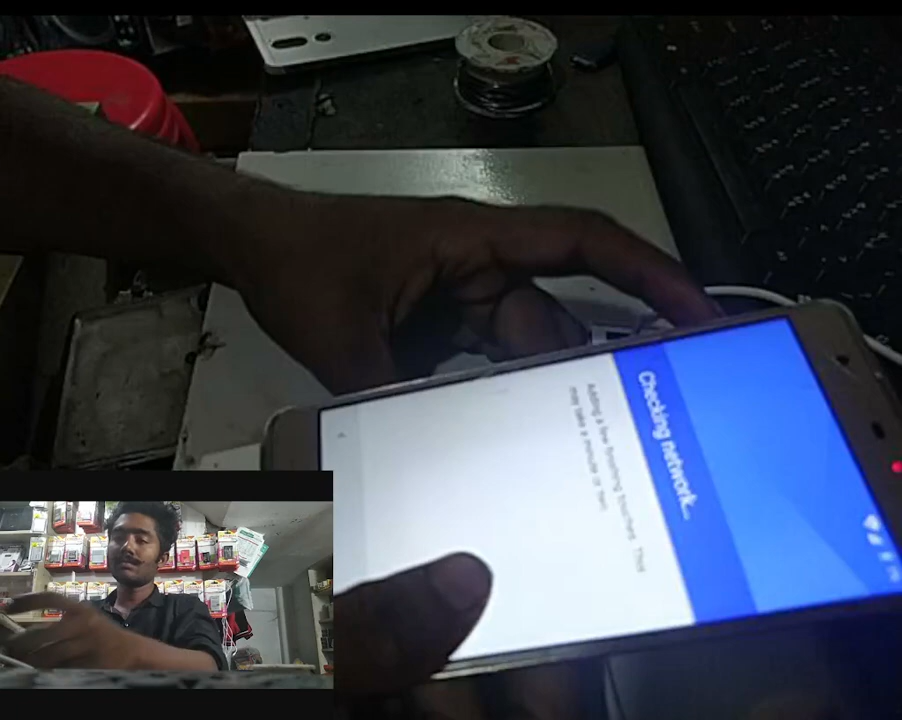 Checking network...
Adding a few finishing touches. This
may take a minute or two.